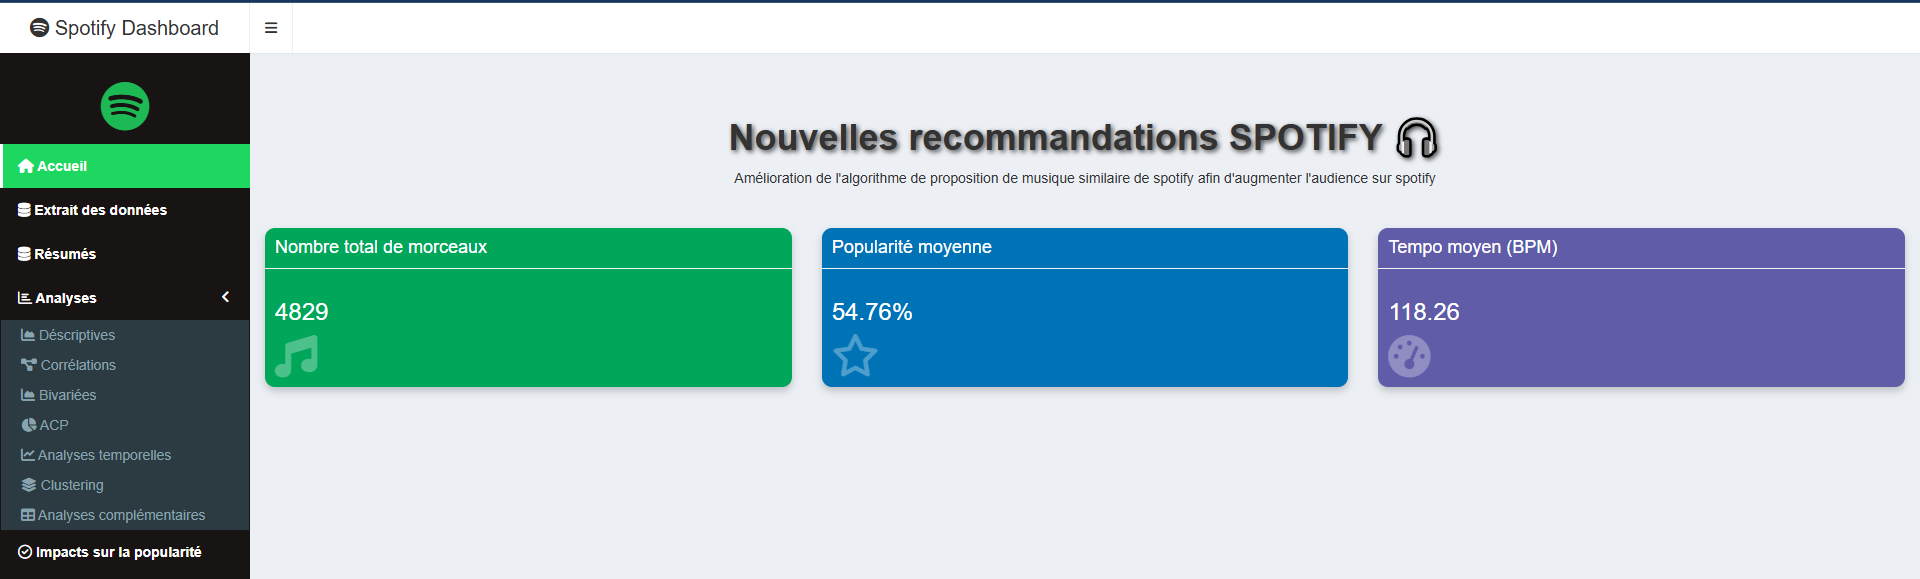 Spotify Dashboard
Nouvelles recommandations SPOTIFY
Amélioration de l'algorithme de proposition de musique similaire de spotify afin d'augmenter l'audience sur spotify
Accueil
Extrait des données
Résumés
Analyses
Déscriptives
Corrélations
Bivariées
ACP
Analyses temporelles
Clustering
Analyses complémentaires
Impacts sur la popularité
Nombre total de morceaux
4829
Popularité moyenne
54.76%
Tempo moyen (BPM)
118.26